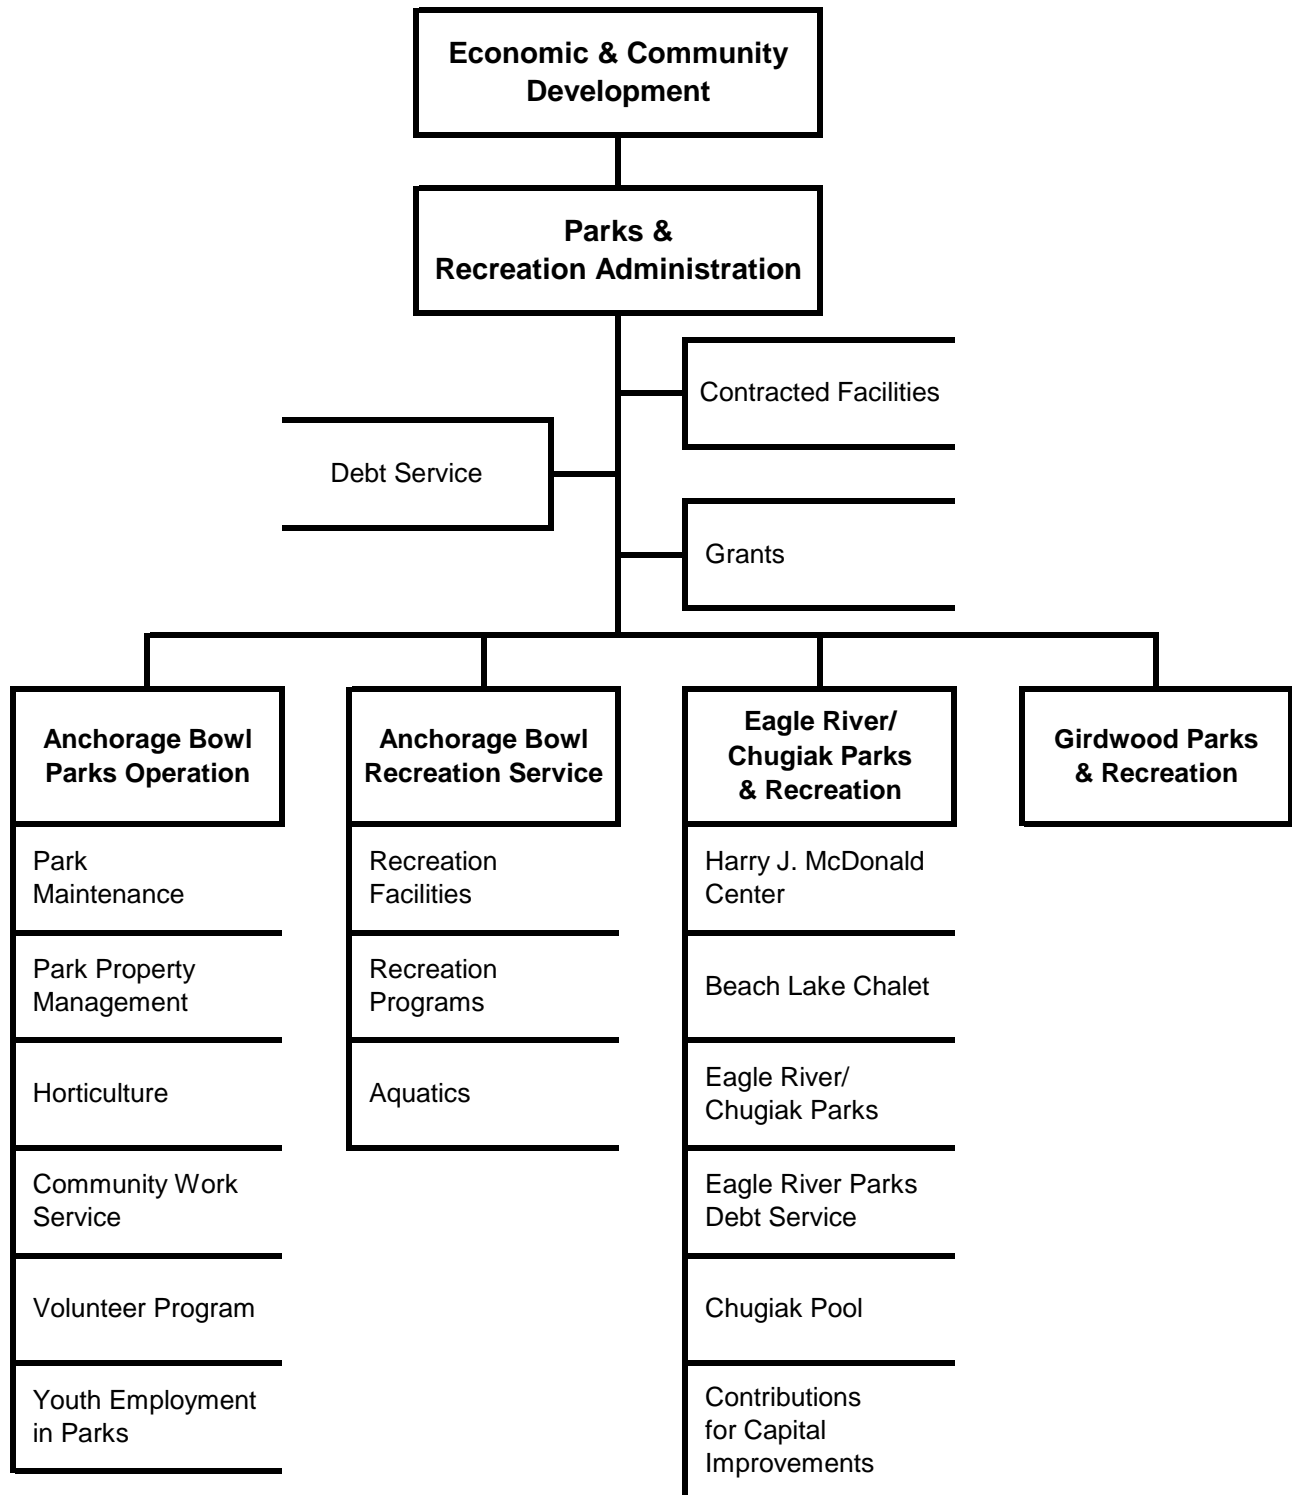 Economic & Community
Development
Parks &
Recreation Administration
Contracted Facilities
Debt Service
Grants
Anchorage Bowl
Parks Operation
Park
Maintenance
Park Property
Management
Horticulture
Community Work
Service
Volunteer Program
Youth Employment
in Parks
Anchorage Bowl
Recreation Service
Recreation
Facilities
Recreation
Programs
Aquatics
Eagle River/
Chugiak Parks
& Recreation
Harry J. McDonald
Center
Beach Lake Chalet
Eagle River/
Chugiak Parks
Eagle River Parks
Debt Service
Chugiak Pool
Contributions
for Capital
Improvements
Girdwood Parks
& Recreation